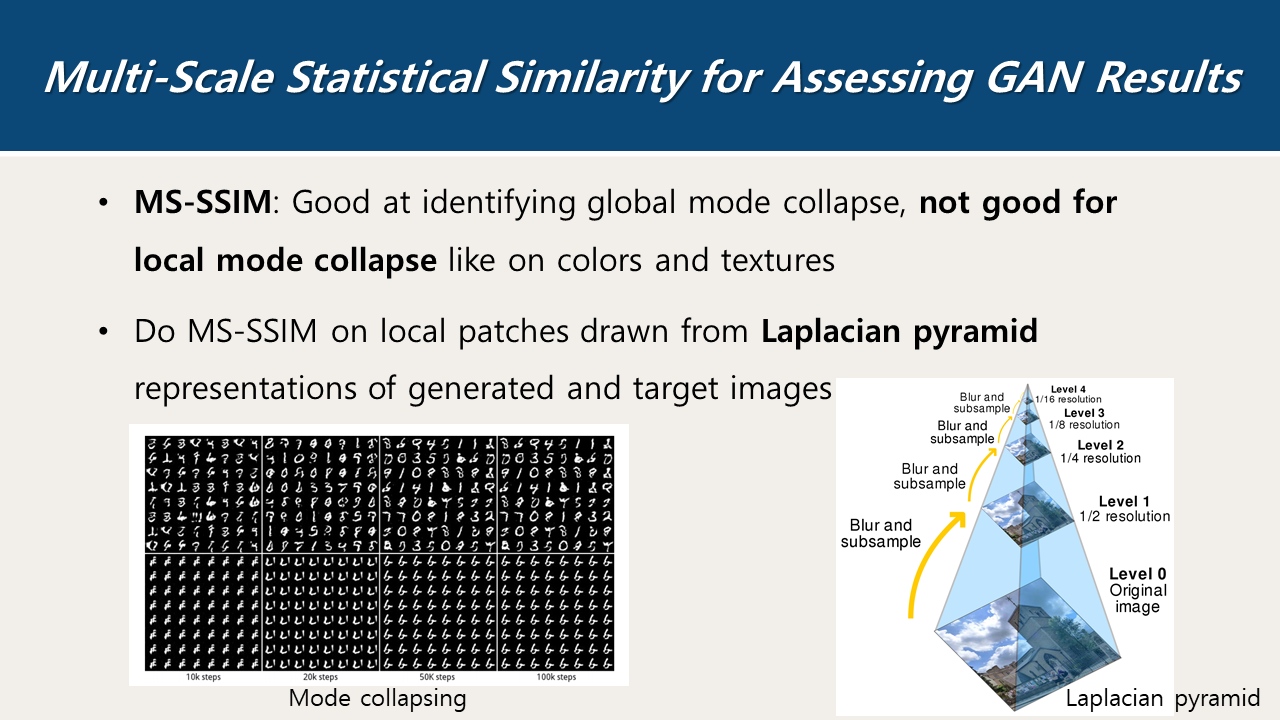 Multi-Scale Statistical Similarity for Assessing GAN Results
• MS-SSIM: Good at identifying global mode collapse, not good for
local mode collapse like on colors and textures
• Do MS-SSIM on local patches drawn from Laplacian pyramid
representations of generated and target images
10k steps
20k steps
50K steps
100k steps
Mode collapsing
Level 4
1/16 resolution
Blur and
subsample
Level 3
1/8 resolution
Blur and
subsample
Level 2
1/4 resolution
Blur and
subsample
Level 1
1/2 resolution
Blur and
subsample
Level 0
Original
image
Laplacian pyramid